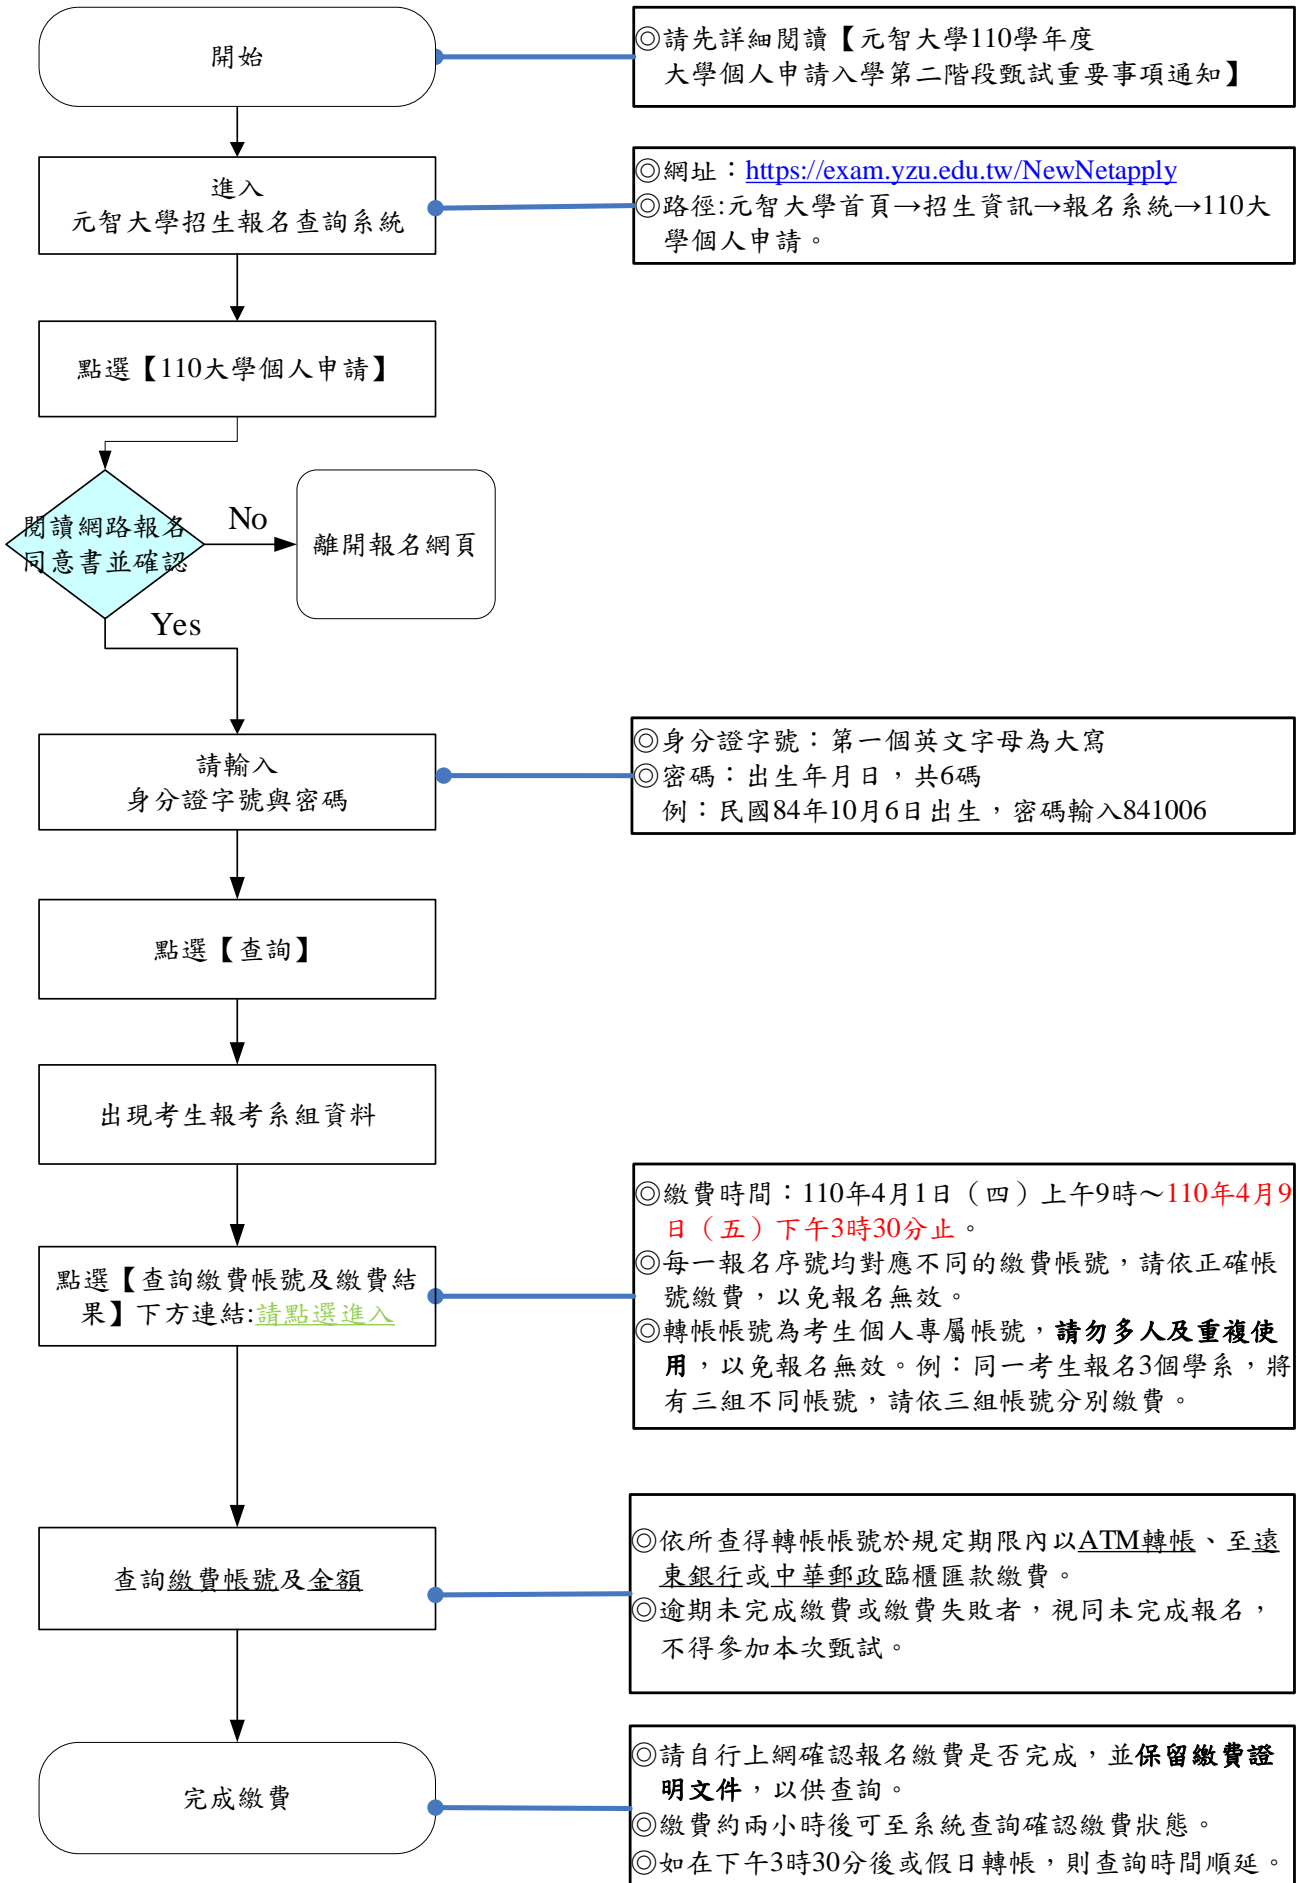 開始
◎請先詳細閱讀【元智大學110學年度
大學個人申請入學第二階段甄試重要事項通知】
進入
元智大學招生報名查詢系統
◎網址：https://exam.yzu.edu.tw/NewNetapply
◎路徑:元智大學首頁→招生資訊→報名系統→110大
學個人申請。
點選【110大學個人申請】
閱讀網路報名
同意書並確認
No
離開報名網頁
Yes
請輸入
身分證字號與密碼
◎身分證字號：第一個英文字母為大寫
◎密碼：出生年月日，共6碼
例：民國84年10月6日出生，密碼輸入841006
點選【查詢】
出現考生報考系組資料
點選【查詢繳費帳號及繳費結
果】下方連結:請點選進入
◎繳費時間：110年4月1日（四）上午9時～110年4月9
日（五）下午3時30分止。
◎每一報名序號均對應不同的繳費帳號，請依正確帳
號繳費，以免報名無效。
◎轉帳帳號為考生個人專屬帳號，請勿多人及重複使
用，以免報名無效。例：同一考生報名3個學系，將
有三組不同帳號，請依三組帳號分別繳費。
查詢繳費帳號及金額
◎依所查得轉帳帳號於規定期限內以ATM轉帳、至遠
東銀行或中華郵政臨櫃匯款繳費。
◎逾期未完成繳費或繳費失敗者，視同未完成報名，
不得參加本次甄試。
完成繳費
◎請自行上網確認報名繳費是否完成，並保留繳費證
明文件，以供查詢。
◎繳費約兩小時後可至系統查詢確認繳費狀態。
◎如在下午3時30分後或假日轉帳，則查詢時間順延。